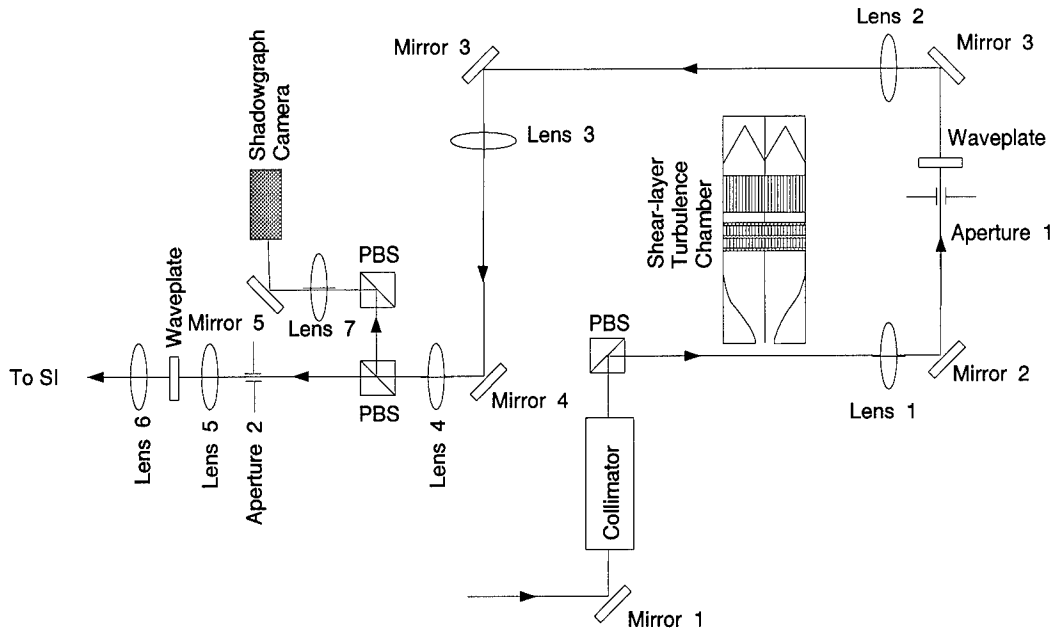 Lens 2
Mirror 3
Mirror 3
Shadowgraph
Camera
Lens 3
Waveplate
Shear-layer
Turbulence
Chamber
Aperture 1
PBS
Waveplate
Lens 7
Mirror 5
PBS
To SI
PBS
Mirror 4
Mirror 2
Lens 1
Lens 6
Lens 5
Aperture 2
Lens 4
Collimator
Mirror 1